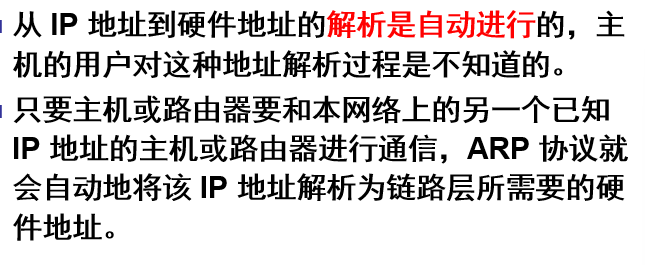 从 IP 地址到硬件地址的解析是自动进行的，主
机的用户对这种地址解析过程是不知道的。
只要主机或路由器要和本网络上的另一个已知
IP 地址的主机或路由器进行通信，ARP 协议就
会自动地将该 IP 地址解析为链路层所需要的硬
件地址。